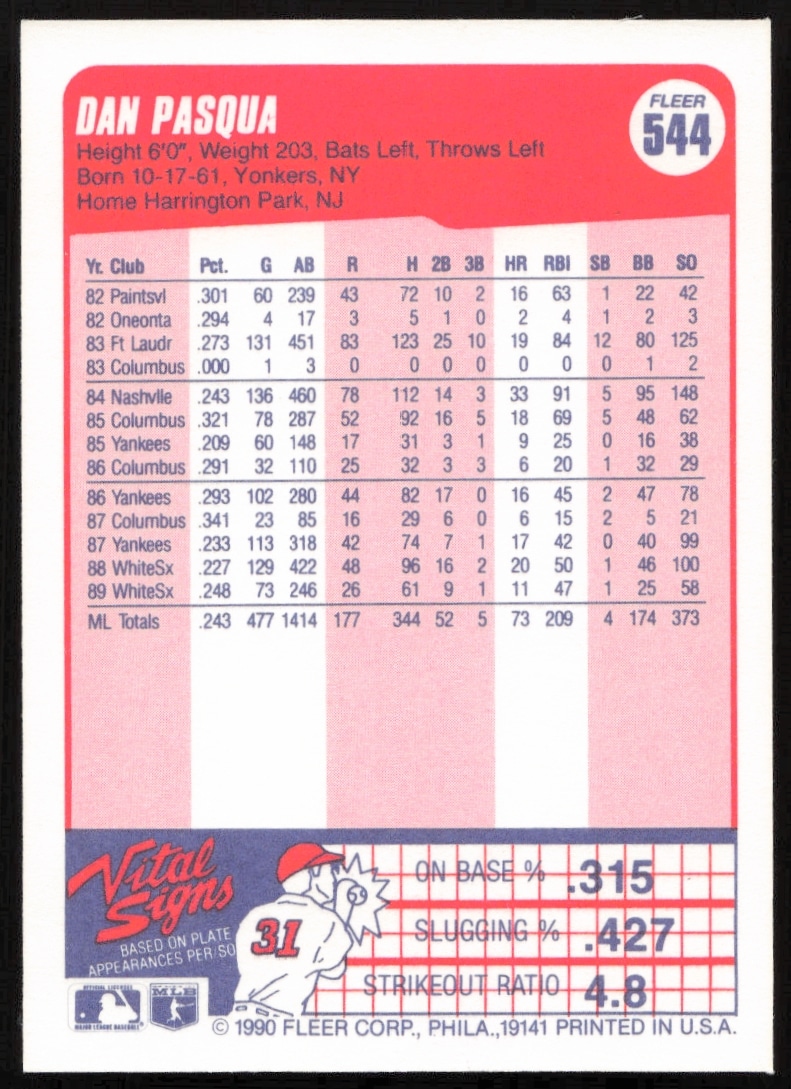 DAN PASQUA
FLEER
544
Height 6'0", Weight 203, Bats Left, Throws Left
Born 10-17-61, Yonkers, NY
Home Harrington Park, NJ
Yr. Club Pct. G AB R H 2B 3B HR RBI SB BB SO
82 Paintsvl .301 60 239 43 72 10 2 16 63 1 22 42
82 Oneonta .294 4 17 3 5 1 0 2 4 1 2 3
83 Ft Laudr .273 131 451 83 123 25 10 19 84 12 80 125
83 Columbus .000 1 3 0 0 0 0 0 0 0 1 2
84 Nashvlle .243 136 460 78 112 14 3 33 91 5 95 148
85 Columbus .321 78 287 52 92 16 5 18 69 5 48 62
85 Yankees .209 60 148 17 31 3 1 9 25 0 16 38
86 Columbus .291 32 110 25 32 3 3 6 20 1 32 29
86 Yankees .293 102 280 44 82 17 0 16 45 2 47 78
87 Columbus .341 23 85 16 29 6 0 6 15 2 5 21
87 Yankees .233 113 318 42 74 7 1 17 42 0 40 99
88 WhiteSx .227 129 422 48 96 16 2 20 50 1 46 100
89 WhiteSx .248 73 246 26 61 9 1 11 47 1 25 58
ML Totals .243 477 1414 177 344 52 5 73 209 4 174 373
Vital
Signs
BASED ON PLATE
APPEARANCES PER/SO
31
ON BASE % .315
SLUGGING % .427
STRIKEOUT RATIO 4.8
OFFICIAL LICENSEE
MAJOR LEAGUE BASEBALL
MLB
© 1990 FLEER CORP., PHILA.,19141 PRINTED IN U.S.A.